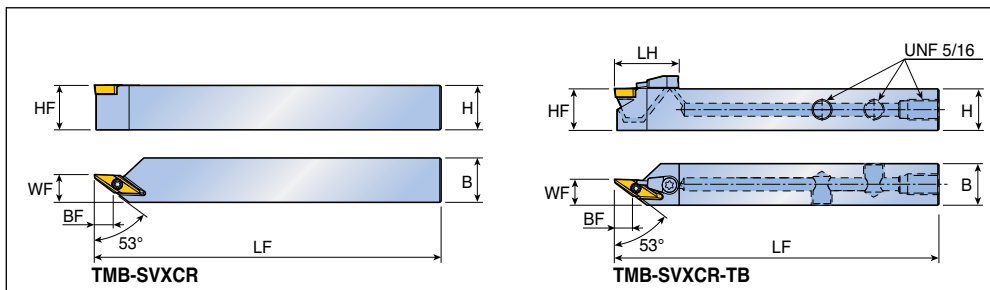 HF
H
WF
B
BF
53°
LF
TMB-SVXCR
LH
UNF 5/16
HF
H
WF
B
BF
53°
LF
TMB-SVXCR-TB